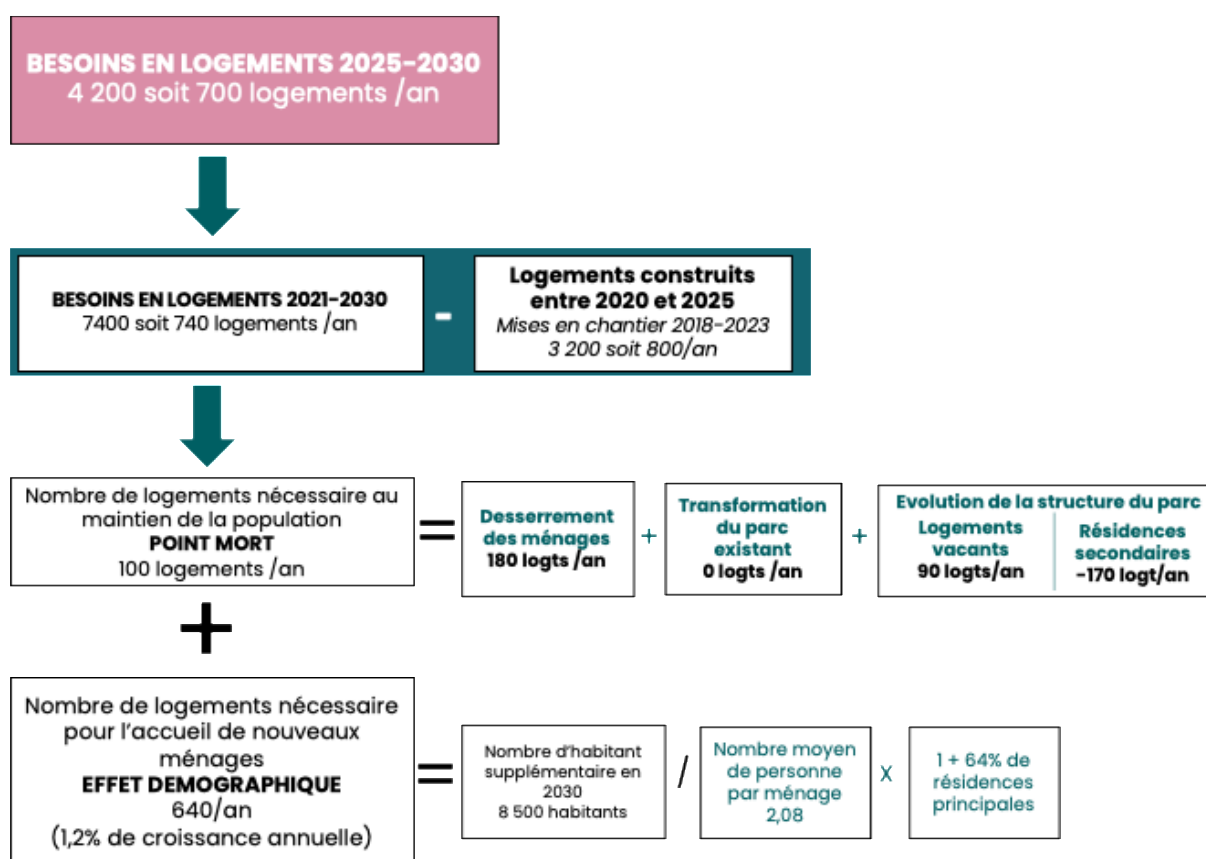 BESOINS EN LOGEMENTS 2025-2030
4 200 soit 700 logements /an
BESOINS EN LOGEMENTS 2021-2030
7400 soit 740 logements /an
-
Logements construits
entre 2020 et 2025
Mises en chantier 2018-2023
3 200 soit 800/an
Nombre de logements nécessaire au
maintien de la population
POINT MORT
100 logements /an
=
Desserrement
des ménages
180 logts /an
+
Transformation
du parc
existant
0 logts /an
+
Evolution de la structure du parc
Logements
vacants
90 logts/an
Résidences
secondaires
-170 logt/an
+
Nombre de logements nécessaire
pour l'accueil de nouveaux
ménages
EFFET DEMOGRAPHIQUE
640/an
(1,2% de croissance annuelle)
=
Nombre d'habitant
supplémentaire en
2030
8 500 habitants
/
Nombre moyen
de personne
par ménage
2,08
X
1 + 64% de
résidences
principales